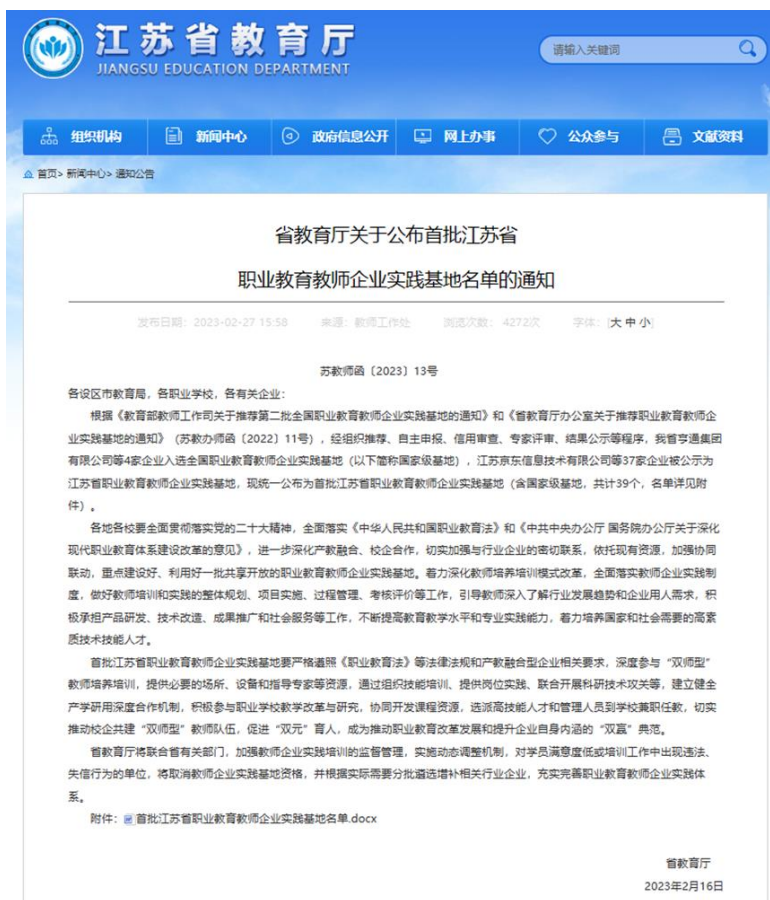 江苏省教育厅
JIANGSU EDUCATION DEPARTMENT
请输入关键词
组织机构 新闻中心 政府信息公开 网上办事 公众参与 文献资料
首页> 新闻中心> 通知公告
省教育厅关于公布首批江苏省
职业教育教师企业实践基地名单的通知
发布日期：2023-02-27 15:58 来源：教师工作处 浏览次数： 4272次 字体：[大 中 小]
苏教师函〔2023〕13号
各设区市教育局，各职业学校，各有关企业：
根据《教育部教师工作司关于推荐第二批全国职业教育教师企业实践基地的通知》和《省教育厅办公室关于推荐职业教育教师企
业实践基地的通知》（苏教办师函〔2022〕11号），经组织推荐、自主申报、信用审查、专家评审、结果公示等程序，我省亨通集团
有限公司等4家企业入选全国职业教育教师企业实践基地（以下简称国家级基地），江苏京东信息技术有限公司等37家企业被公示为
江苏省职业教育教师企业实践基地，现统一公布为首批江苏省职业教育教师企业实践基地（含国家级基地，共计39个，名单详见附
件）。
各地各校要全面贯彻落实党的二十大精神，全面落实《中华人民共和国职业教育法》和《中共中央办公厅 国务院办公厅关于深化
现代职业教育体系建设改革的意见》，进一步深化产教融合、校企合作，切实加强与行业企业的密切联系，依托现有资源，加强协同
联动，重点建设好、利用好一批共享开放的职业教育教师企业实践基地。着力深化教师培养培训模式改革，全面落实教师企业实践制
度，做好教师培训和实践的整体规划、项目实施、过程管理、考核评价等工作，引导教师深入了解行业发展趋势和企业用人需求，积
极承担产品研发、技术改造、成果推广和社会服务等工作，不断提高教育教学水平和专业实践能力，着力培养国家和社会需要的高素
质技术技能人才。
首批江苏省职业教育教师企业实践基地要严格遵照《职业教育法》等法律法规和产教融合型企业相关要求，深度参与“双师型”
教师培养培训，提供必要的场所、设备和指导专家等资源，通过组织技能培训、提供岗位实践、联合开展科研技术攻关等，建立健全
产学研用深度合作机制，积极参与职业学校教学改革与研究，协同开发课程资源，选派高技能人才和管理人员到学校兼职任教，切实
推动校企共建“双师型”教师队伍，促进“双元”育人，成为推动职业教育改革发展和提升企业自身内涵的“双赢”典范。
省教育厅将联合省有关部门，加强教师企业实践培训的监督管理，实施动态调整机制，对学员满意度低或培训工作中出现违法、
失信行为的单位，将取消教师企业实践基地资格，并根据实际需要分批遴选增补相关行业企业，充实完善职业教育教师企业实践体
系。
附件：首批江苏省职业教育教师企业实践基地名单.docx
省教育厅
2023年2月16日